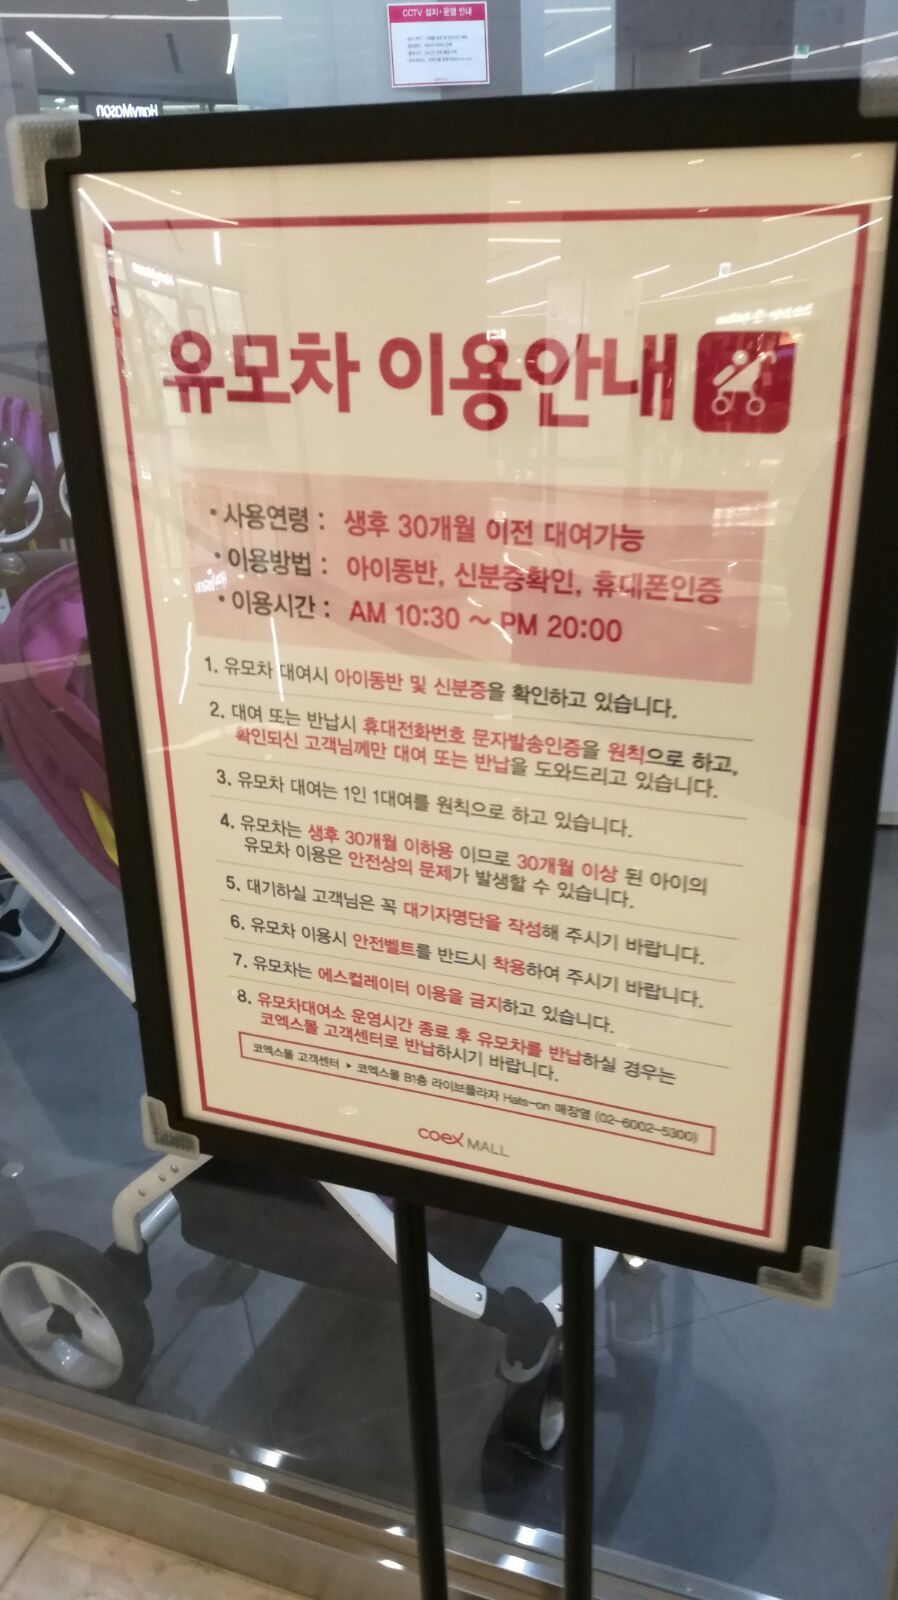 CCTV 설치·운영 안내
HarryMason
유모차 이용안내
• 사용연령 : 생후 30개월 이전 대여가능
• 이용방법 : 아이동반, 신분증확인, 휴대폰인증
• 이용시간 : AM 10:30 ~ PM 20:00
1. 유모차 대여시 아이동반 및 신분증을 확인하고 있습니다.
2. 대여 또는 반납시 휴대전화번호 문자발송인증을 원칙으로 하고,
확인되신 고객님께만 대여 또는 반납을 도와드리고 있습니다.
3. 유모차 대여는 1인 1대여를 원칙으로 하고 있습니다.
4. 유모차는 생후 30개월 이하용 이므로 30개월 이상 된 아이의
유모차 이용은 안전상의 문제가 발생할 수 있습니다.
5. 대기하실 고객님은 꼭 대기자명단을 작성해 주시기 바랍니다.
6. 유모차 이용시 안전벨트를 반드시 착용하여 주시기 바랍니다.
7. 유모차는 에스컬레이터 이용을 금지하고 있습니다.
8. 유모차대여소 운영시간 종료 후 유모차를 반납하실 경우는
코엑스몰 고객센터로 반납하시기 바랍니다.
코엑스몰 고객센터 ▶ 코엑스몰 B1층 라이브플라자 Hats-on 매장옆 (02-6002-5300)
coex MALL